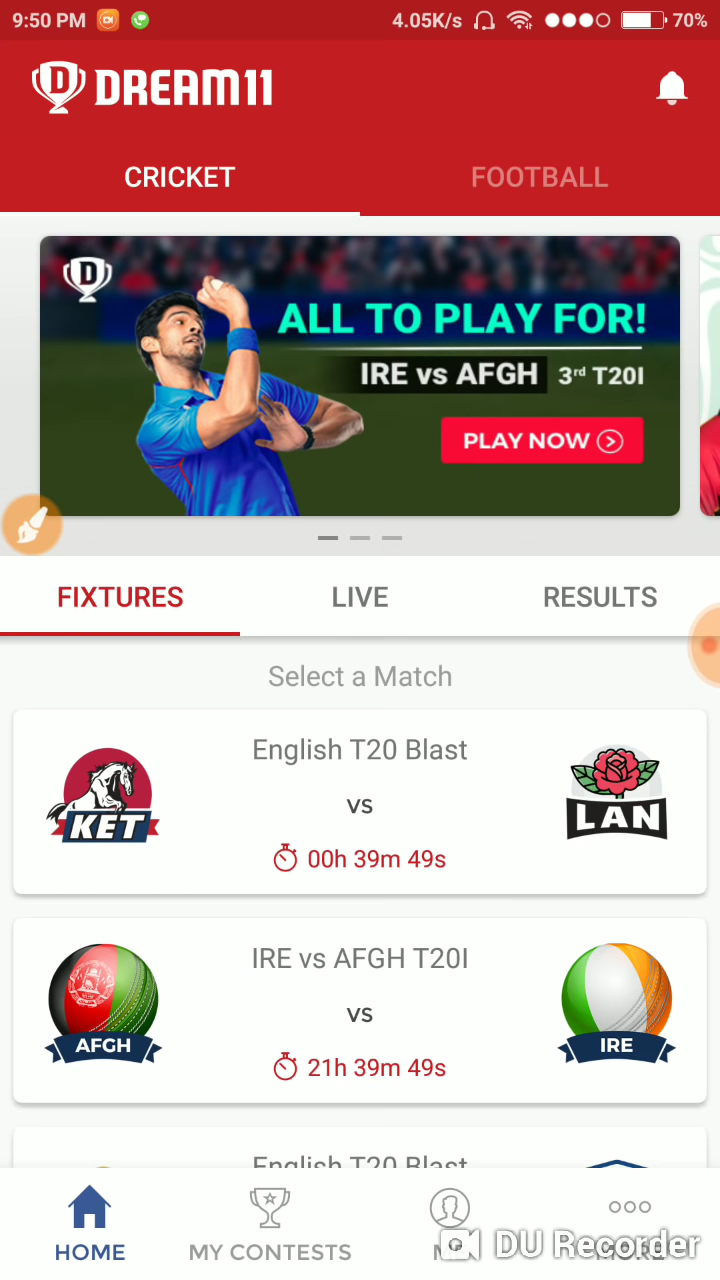 9:50 PM 4.05K/s 70%
D DREAM11
CRICKET FOOTBALL
D
ALL TO PLAY FOR!
IRE vs AFGH 3rd T20I
PLAY NOW
FIXTURES LIVE RESULTS
Select a Match
English T20 Blast
KET vs LAN
00h 39m 49s
IRE vs AFGH T20I
AFGH vs IRE
21h 39m 49s
English T20 Blast
HOME MY CONTESTS MORE
DU Recorder